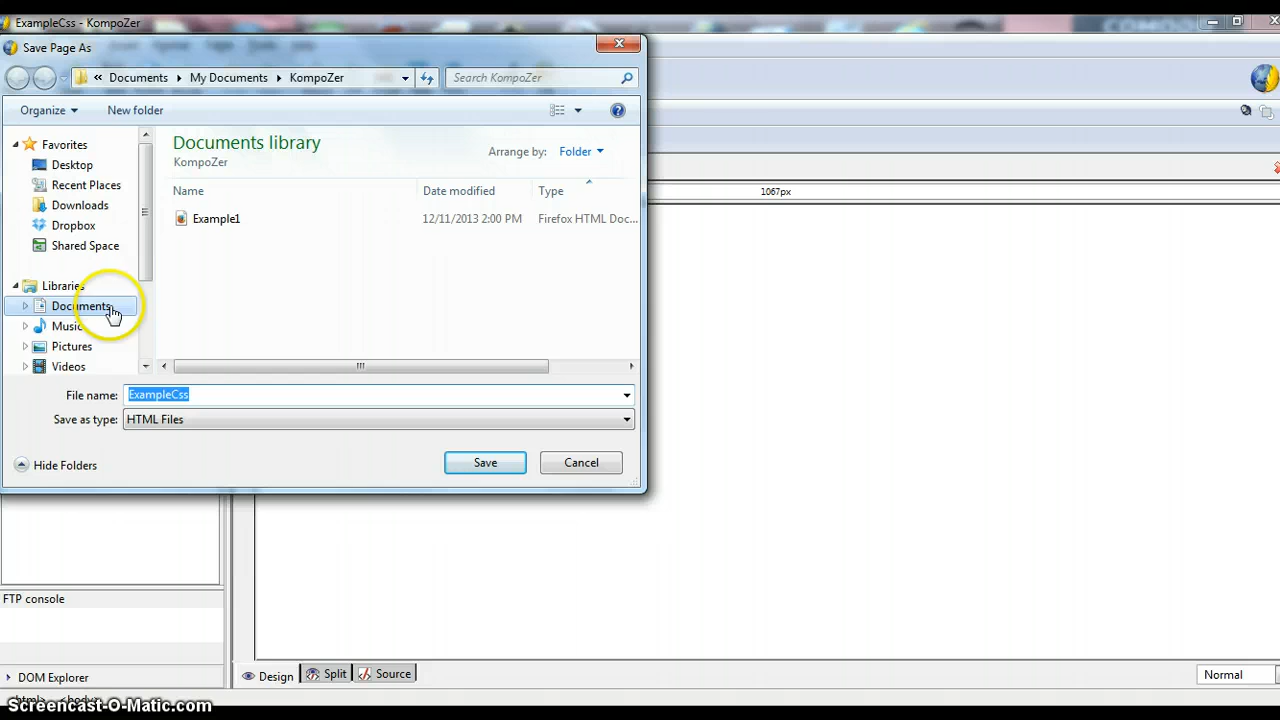 ExampleCss - KompoZer
Save Page As
« Documents My Documents KompoZer
Search KompoZer
Organize
New folder
Favorites
Desktop
Recent Places
Downloads
Dropbox
Shared Space
Libraries
Documents
Music
Pictures
Videos
Documents library
KompoZer
Arrange by: Folder
Name Date modified Type
Example1 12/11/2013 2:00 PM Firefox HTML Doc...
File name: ExampleCss
Save as type: HTML Files
Hide Folders
Save
Cancel
1067px
FTP console
DOM Explorer
Design
Split
Source
Normal
Screencast-O-Matic.com